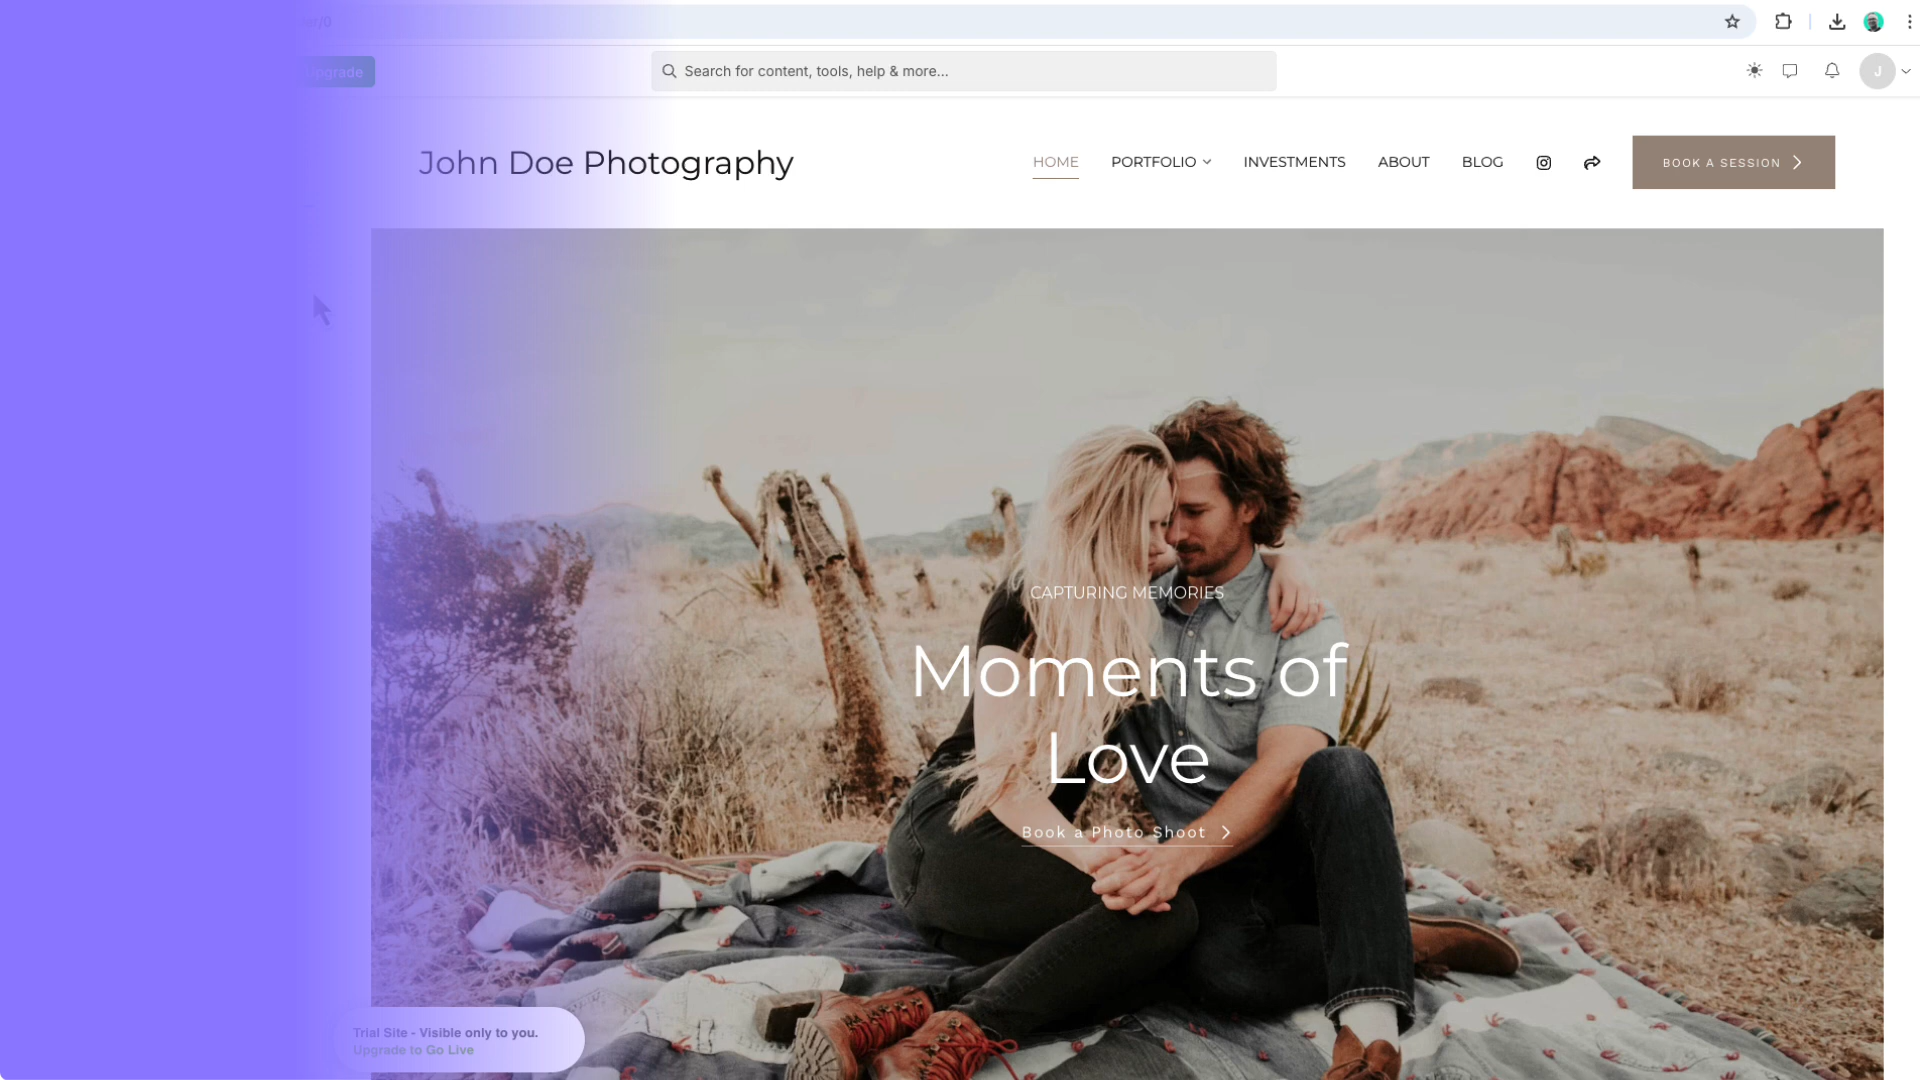 Upgrade
Search for content, tools, help & more...
J
John Doe Photography
HOME
PORTFOLIO
INVESTMENTS
ABOUT
BLOG
BOOK A SESSION
CAPTURING MEMORIES
Moments of
Love
Book a Photo Shoot
Trial Site - Visible only to you.
Upgrade to Go Live